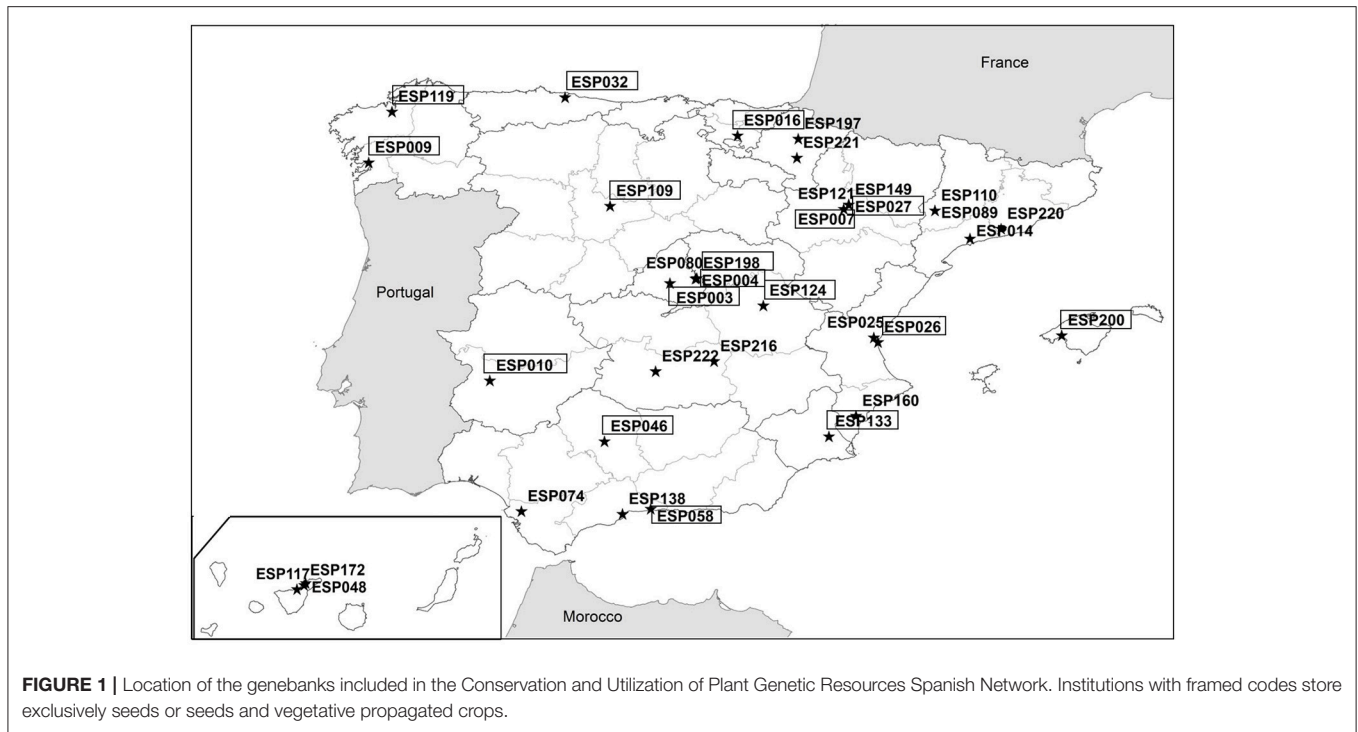 France
ESP032
ESP119
ESP016
ESP197
ESP009
ESP221
ESP109
ESP121
ESP149
ESP110
ESP027
ESP007
ESP089
ESP220
ESP014
ESP080
ESP198
ESP004
Portugal
ESP003
ESP124
ESP025
ESP026
ESP200
ESP222
ESP216
ESP010
ESP160
ESP046
ESP133
ESP074
ESP138
ESP058
ESP117
ESP172
ESP048
Morocco
FIGURE 1 | Location of the genebanks included in the Conservation and Utilization of Plant Genetic Resources Spanish Network. Institutions with framed codes store
exclusively seeds or seeds and vegetative propagated crops.